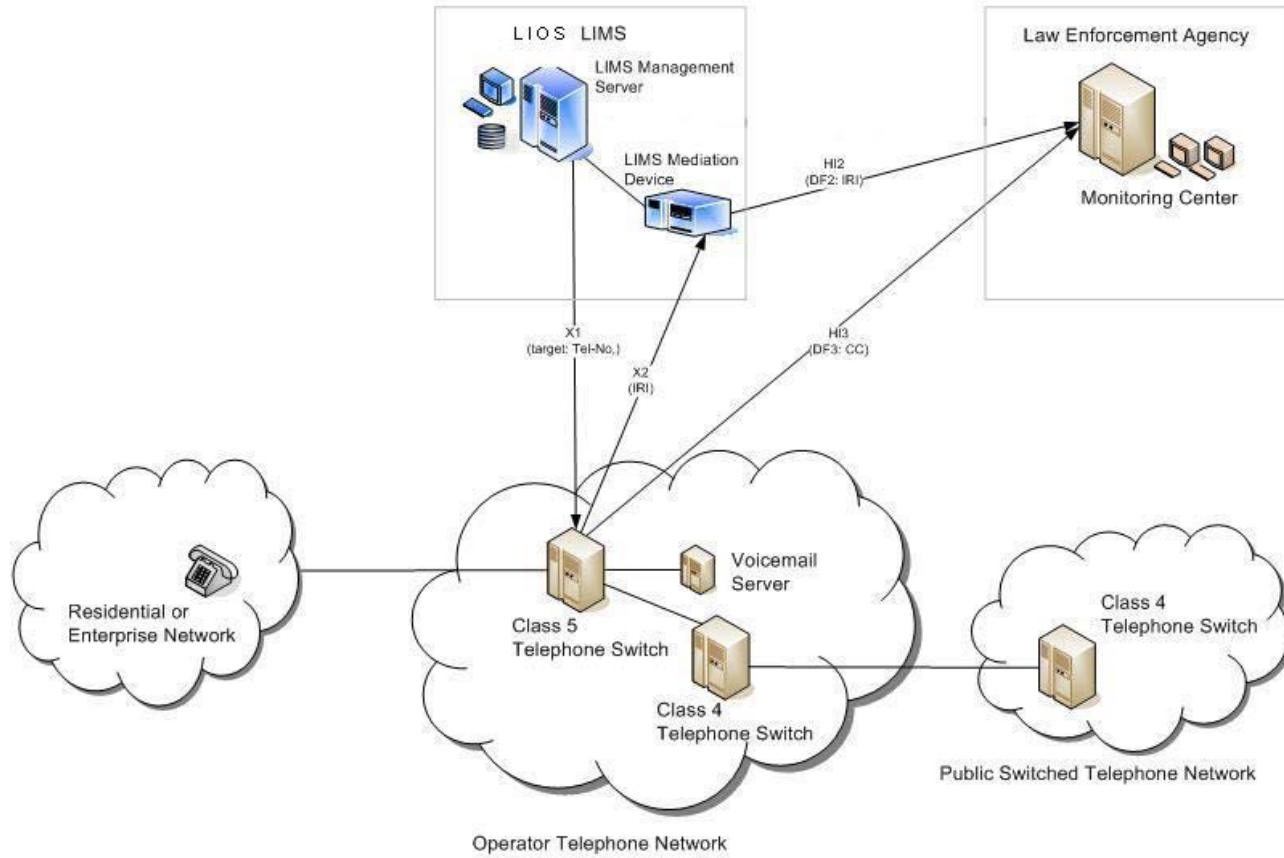 LIOS LIMS
LIMS Management
Server
LIMS Mediation
Device
Law Enforcement Agency
Monitoring Center
HI2
(DF2: IRI)
X1
(target: Tel-No,)
X2
(IRI)
HI3
(DF3: CC)
Residential or
Enterprise Network
Class 5
Telephone Switch
Voicemail
Server
Class 4
Telephone Switch
Class 4
Telephone Switch
Public Switched Telephone Network
Operator Telephone Network